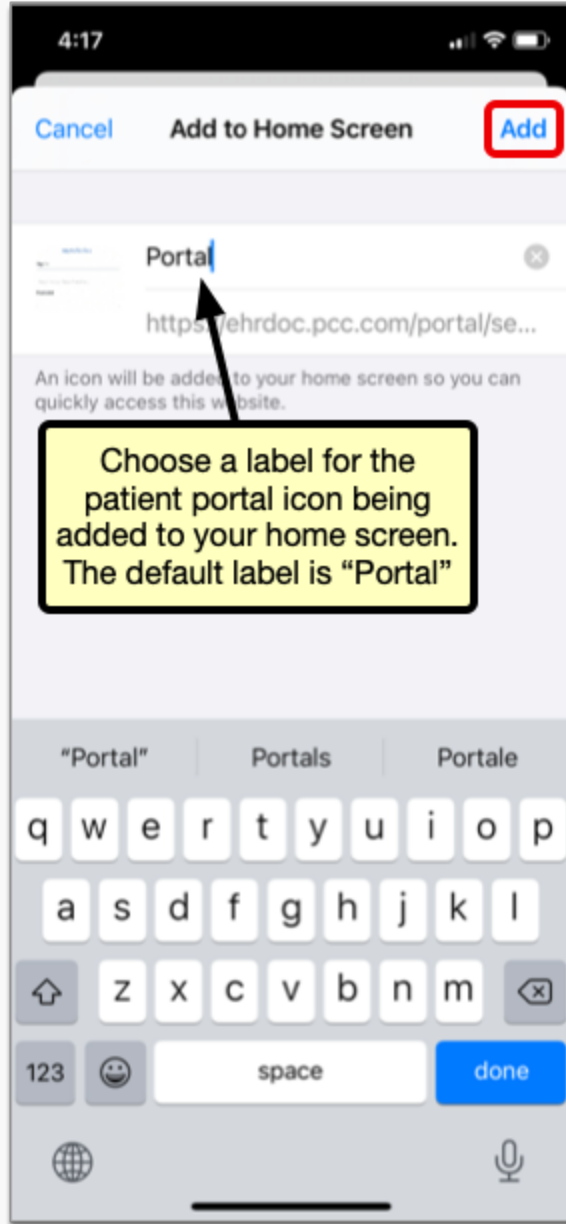 4:17
Cancel Add to Home Screen Add
Portal
https://ehrdoc.pcc.com/portal/se...
An icon will be added to your home screen so you can
quickly access this website.
Choose a label for the
patient portal icon being
added to your home screen.
The default label is “Portal”
“Portal” Portals Portale
q w e r t y u i o p
a s d f g h j k l
z x c v b n m
123 space done